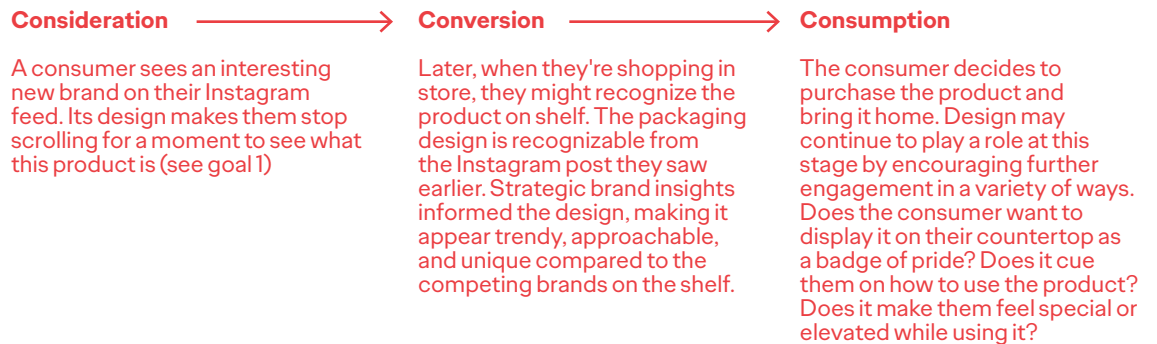 Consideration
A consumer sees an interesting
new brand on their Instagram
feed. Its design makes them stop
scrolling for a moment to see what
this product is (see goal 1)
Conversion
Later, when they're shopping in
store, they might recognize the
product on shelf. The packaging
design is recognizable from
the Instagram post they saw
earlier. Strategic brand insights
informed the design, making it
appear trendy, approachable,
and unique compared to the
competing brands on the shelf.
Consumption
The consumer decides to
purchase the product and
bring it home. Design may
continue to play a role at this
stage by encouraging further
engagement in a variety of ways.
Does the consumer want to
display it on their countertop as
a badge of pride? Does it cue
them on how to use the product?
Does it make them feel special or
elevated while using it?